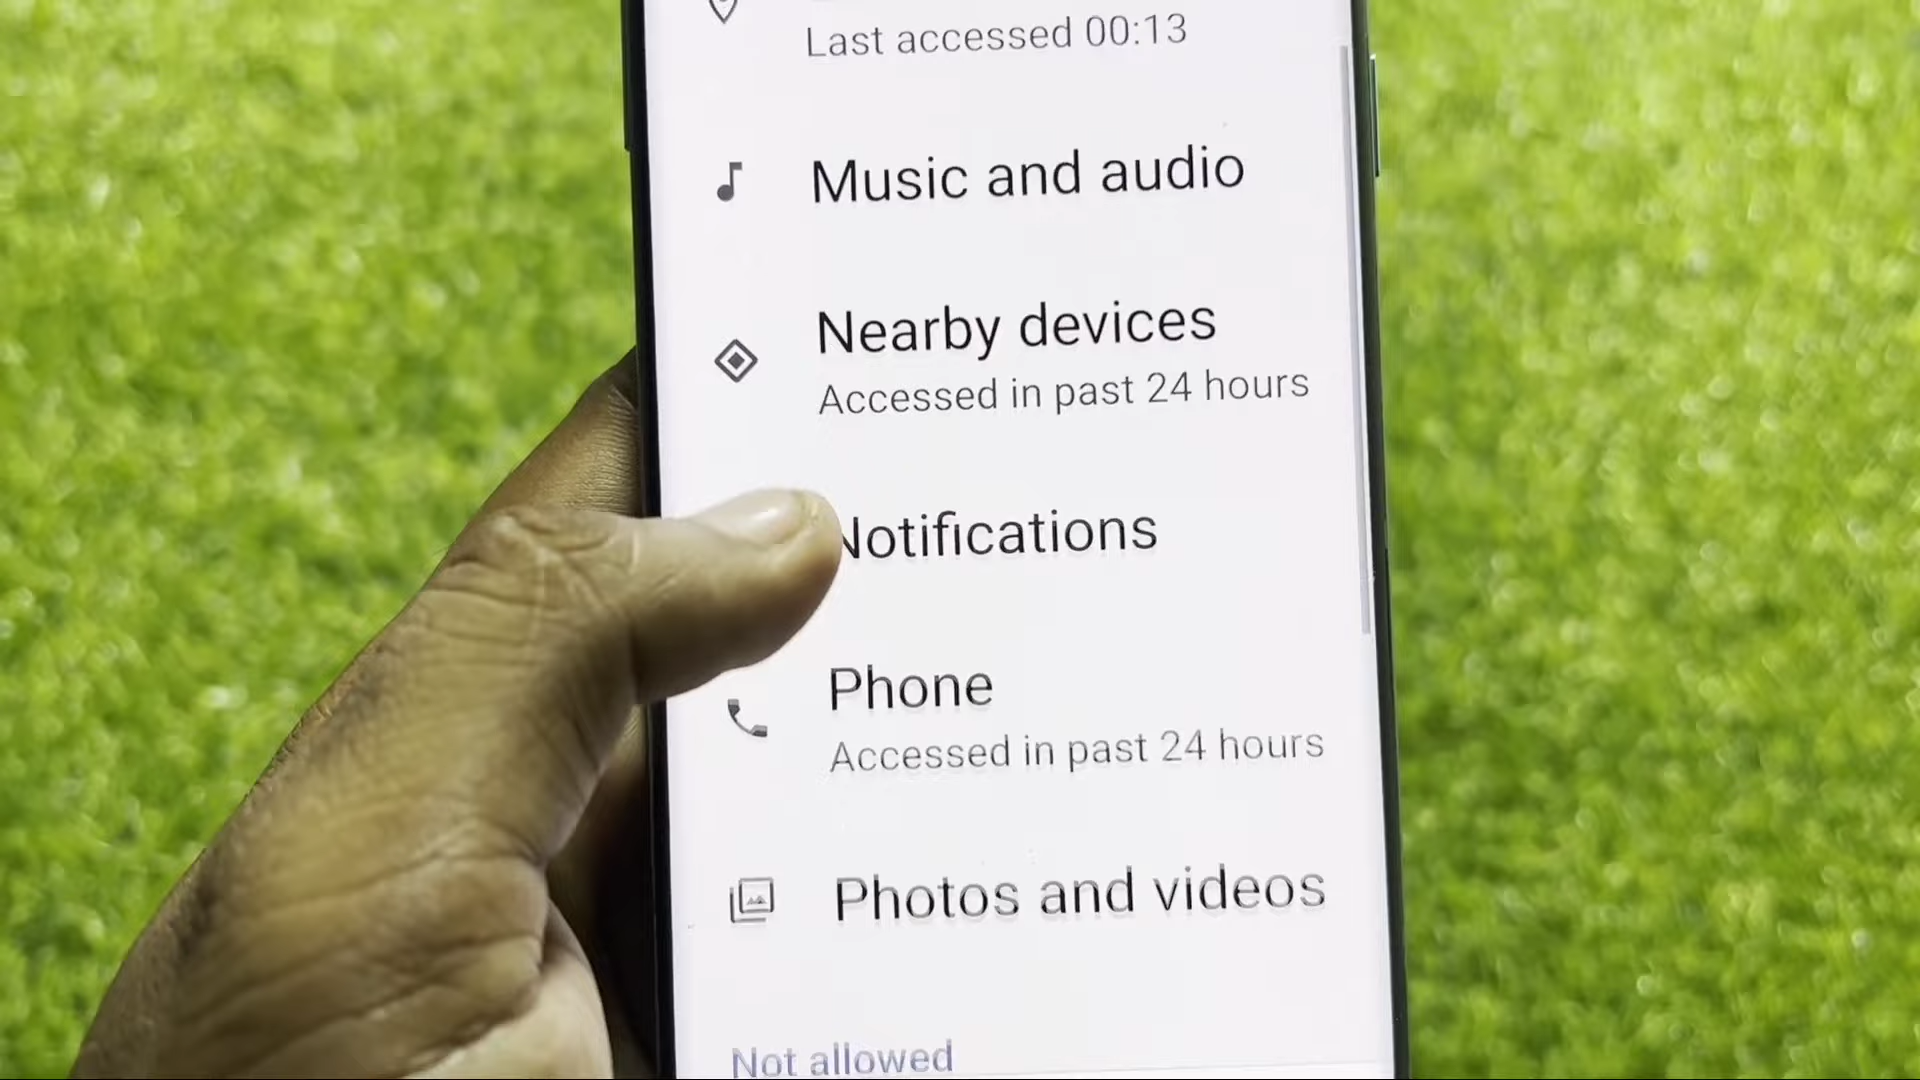 Last accessed 00:13
Music and audio
Nearby devices
Accessed in past 24 hours
Notifications
Phone
Accessed in past 24 hours
Photos and videos
Not allowed